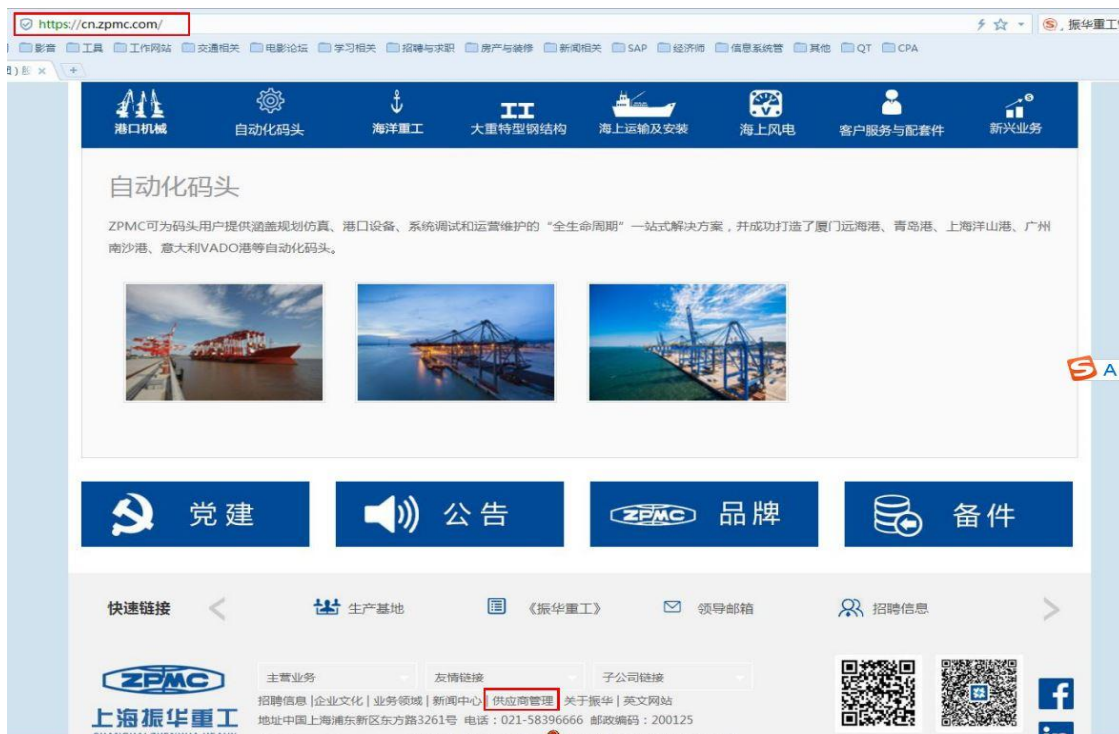 https://cn.zpmc.com/
振华重工
影音 工具 工作网站 交通相关 电影论坛 学习相关 招聘与求职 房产与装修 新闻相关 SAP 经济师 信息系统管 其他 QT CPA
港口机械 自动化码头 海洋重工 大重特型钢结构 海上运输及安装 海上风电 客户服务与配套件 新兴业务
自动化码头
ZPMC可为码头用户提供涵盖规划仿真、港口设备、系统调试和运营维护的“全生命周期”一站式解决方案，并成功打造了厦门远海港、青岛港、上海洋山港、广州
南沙港、意大利VADO港等自动化码头。
党建 公告 ZPMC 品牌 备件
快速链接 生产基地 《振华重工》 领导邮箱 招聘信息
ZPMC
主营业务 友情链接 子公司链接
招聘信息 |企业文化 | 业务领域 | 新闻中心 | 供应商管理 | 关于振华 | 英文网站
上海振华重工
地址中国上海浦东新区东方路3261号 电话：021-58396666 邮政编码：200125